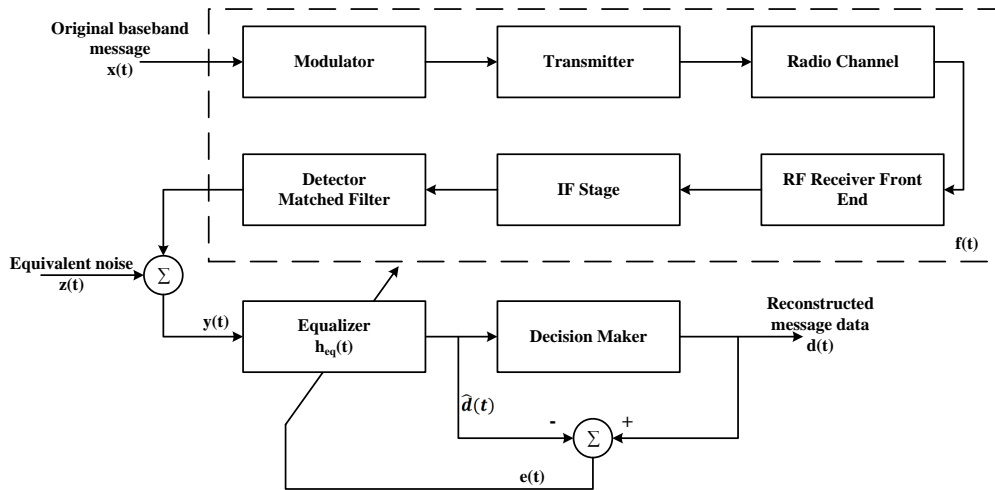 Original baseband
message
x(t)
Modulator
Transmitter
Radio Channel
Detector
Matched Filter
IF Stage
RF Receiver Front
End
f(t)
Equivalent noise
z(t)
Σ
y(t)
Equalizer
heq(t)
Decision Maker
Reconstructed
message data
d(t)
d̂(t)
-
Σ
+
e(t)